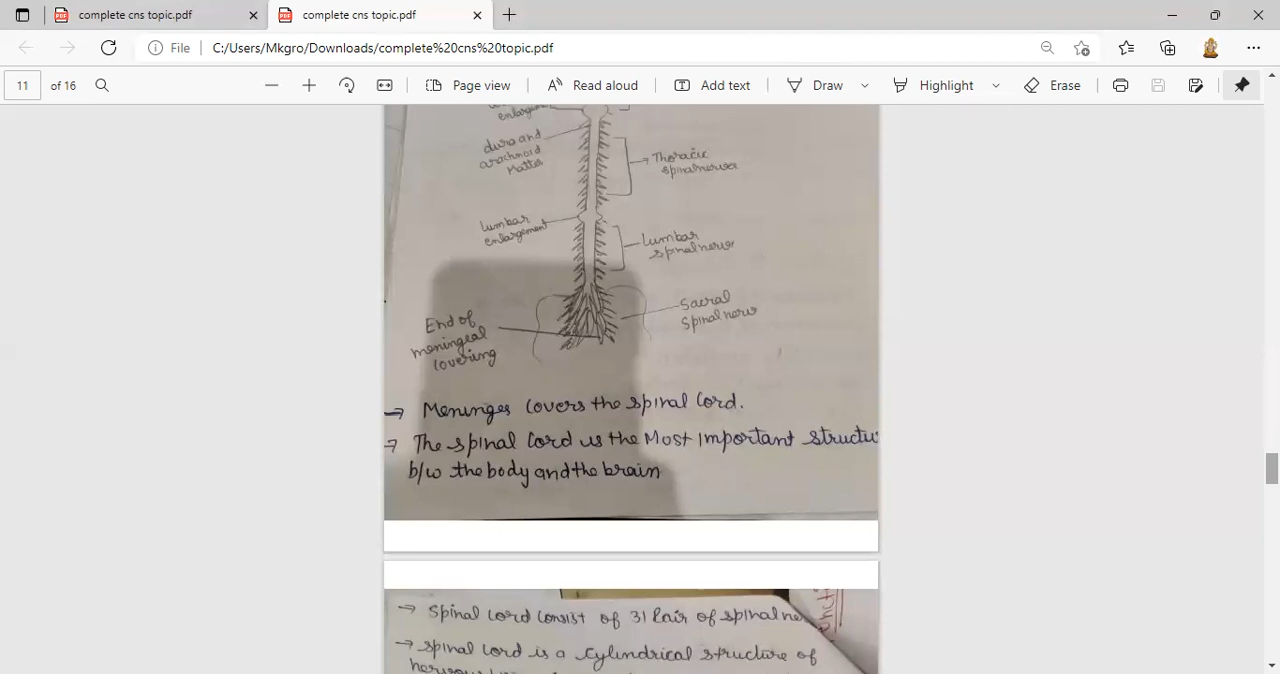 complete cns topic.pdf
complete cns topic.pdf
File
C:/Users/Mkgro/Downloads/complete%20cns%20topic.pdf
11 of 16
Page view
Read aloud
Add text
Draw
Highlight
Erase
enlargement
dura and
arachnoid
Matter
Thoracic
spinal nerves
Lumbar
enlargement
Lumbar
spinal nerve
Sacral
Spinal nerve
End of
meningeal
covering
→ Meninges covers the spinal cord.
→ The spinal cord is the Most important structu
b/w the body and the brain
→ Spinal cord consist of 31 Pair of spinal ne
→ spinal cord is a cylindrical structure of